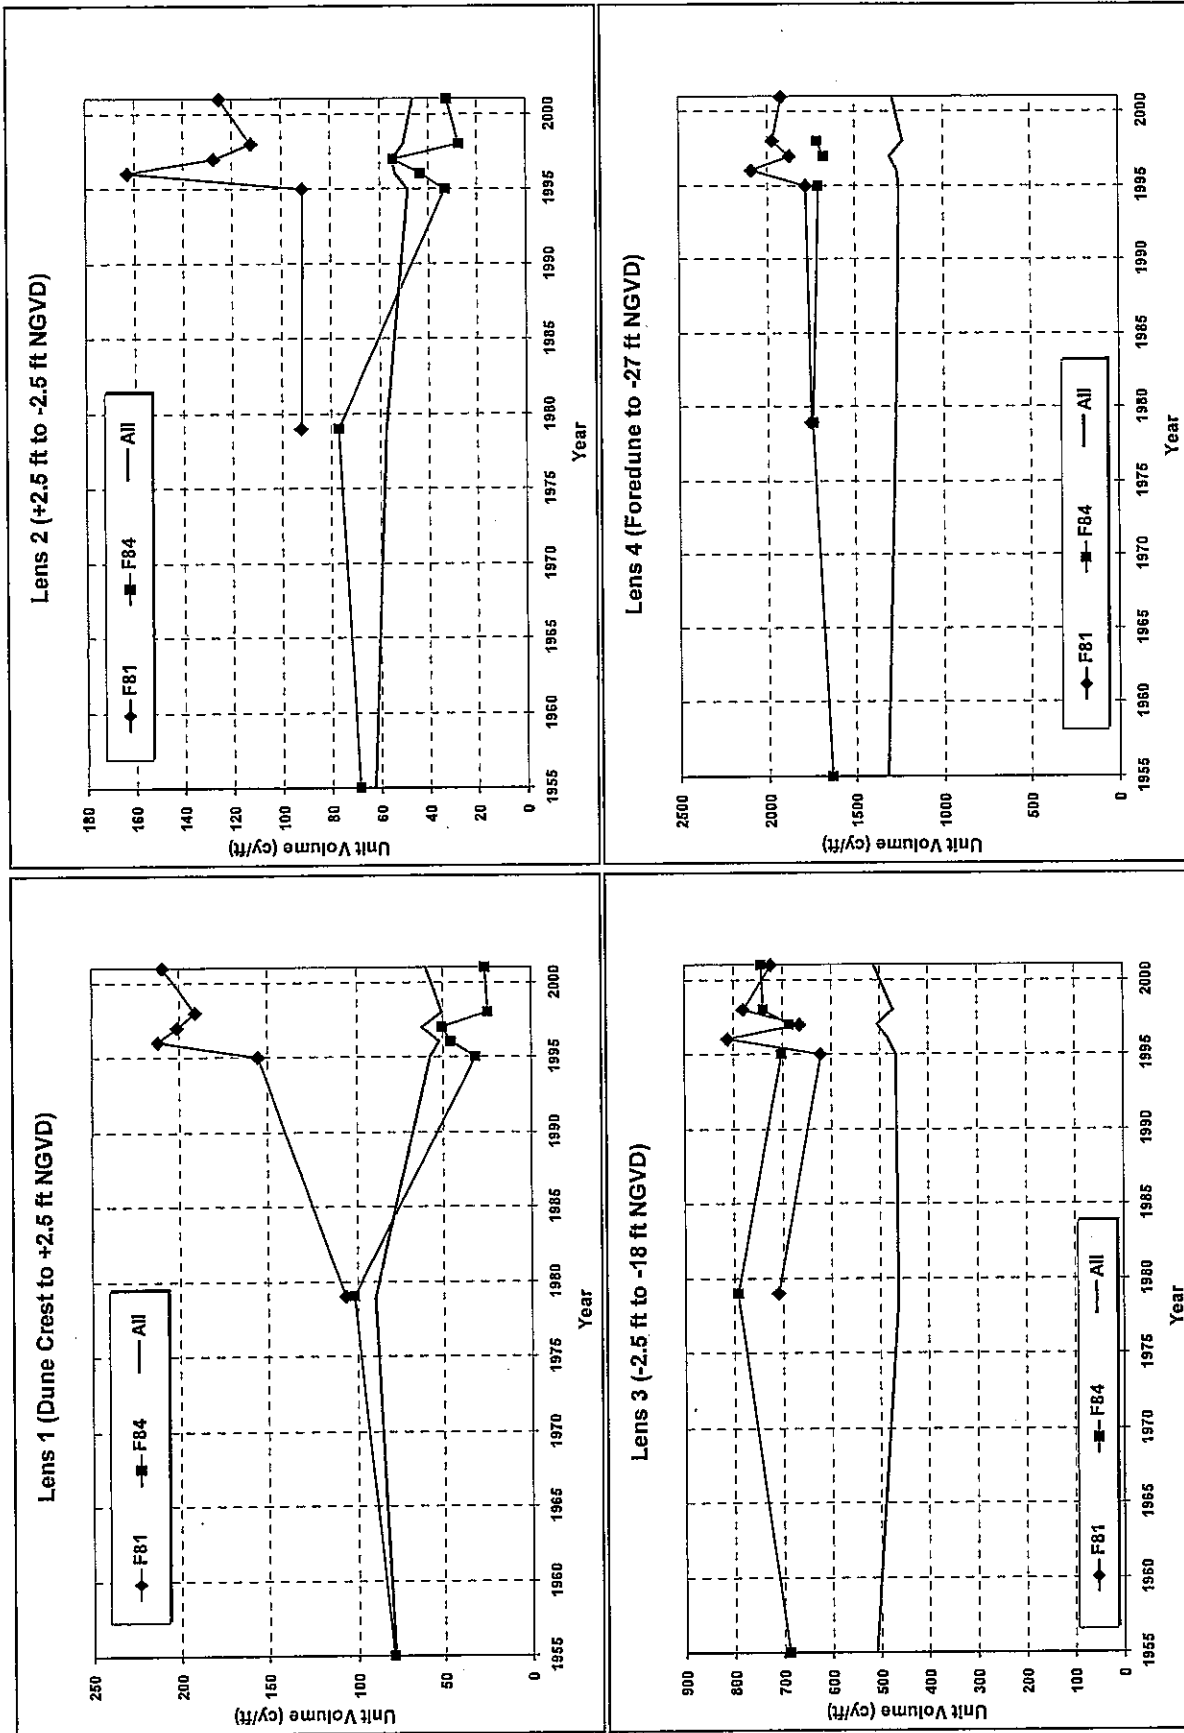 Lens 1 (Dune Crest to +2.5 ft NGVD)
F81 F84 All
Unit Volume (cy/ft)
250
200
150
100
50
0
1955 1960 1965 1970 1975 1980 1985 1990 1995 2000
Year
Lens 2 (+2.5 ft to -2.5 ft NGVD)
F81 F84 All
Unit Volume (cy/ft)
180
160
140
120
100
80
60
40
20
0
1955 1960 1965 1970 1975 1980 1985 1990 1995 2000
Year
Lens 3 (-2.5 ft to -18 ft NGVD)
Unit Volume (cy/ft)
900
800
700
600
500
400
300
200
100
0
F81 F84 All
1955 1960 1965 1970 1975 1980 1985 1990 1995 2000
Year
Lens 4 (Foredune to -27 ft NGVD)
Unit Volume (cy/ft)
2500
2000
1500
1000
500
0
F81 F84 All
1955 1960 1965 1970 1975 1980 1985 1990 1995 2000
Year